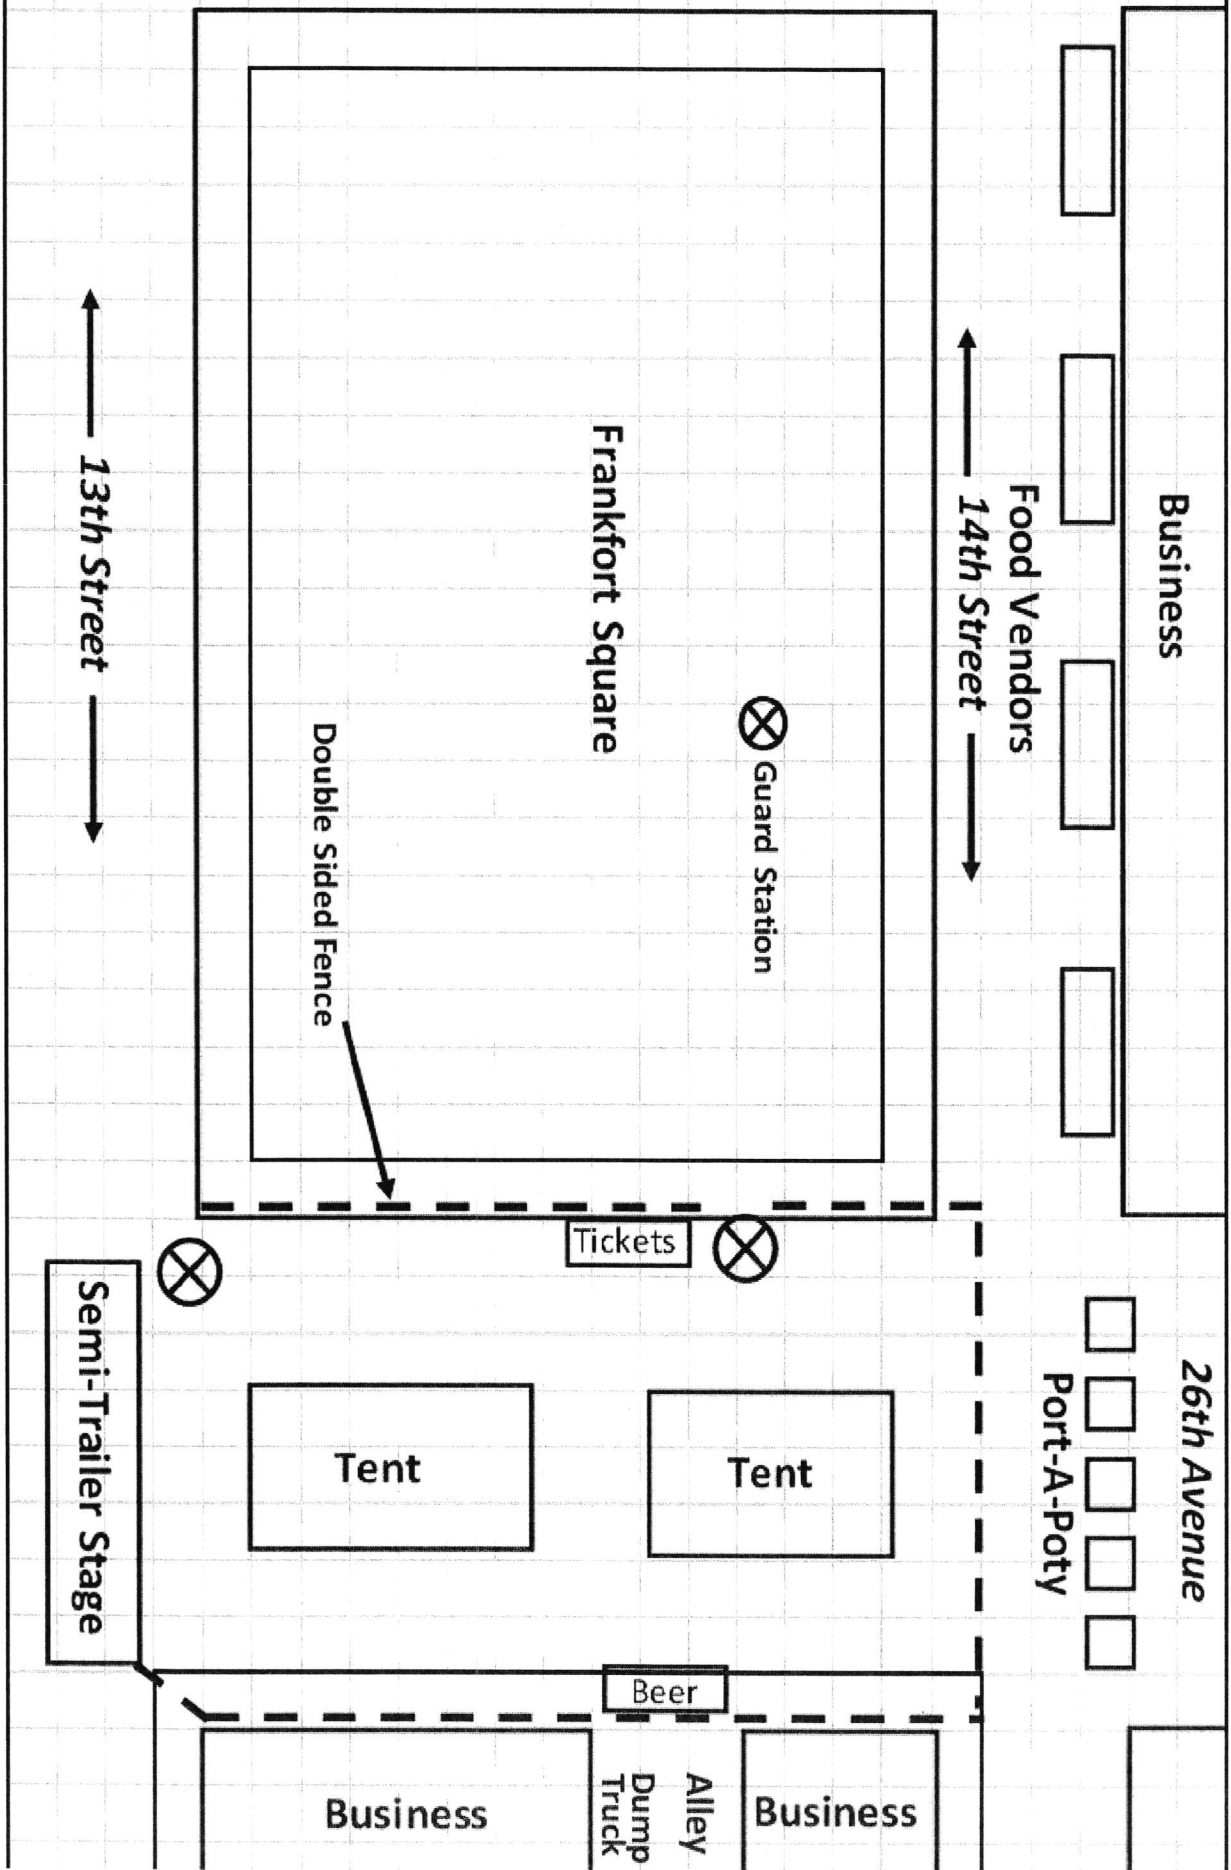 Business
Food Vendors
14th Street
Frankfort Square
Guard Station
Double Sided Fence
13th Street
26th Avenue
Port-A-Poty
Tickets
Tent
Tent
Semi-Trailer Stage
Beer
Business
Alley
Dump
Truck
Business